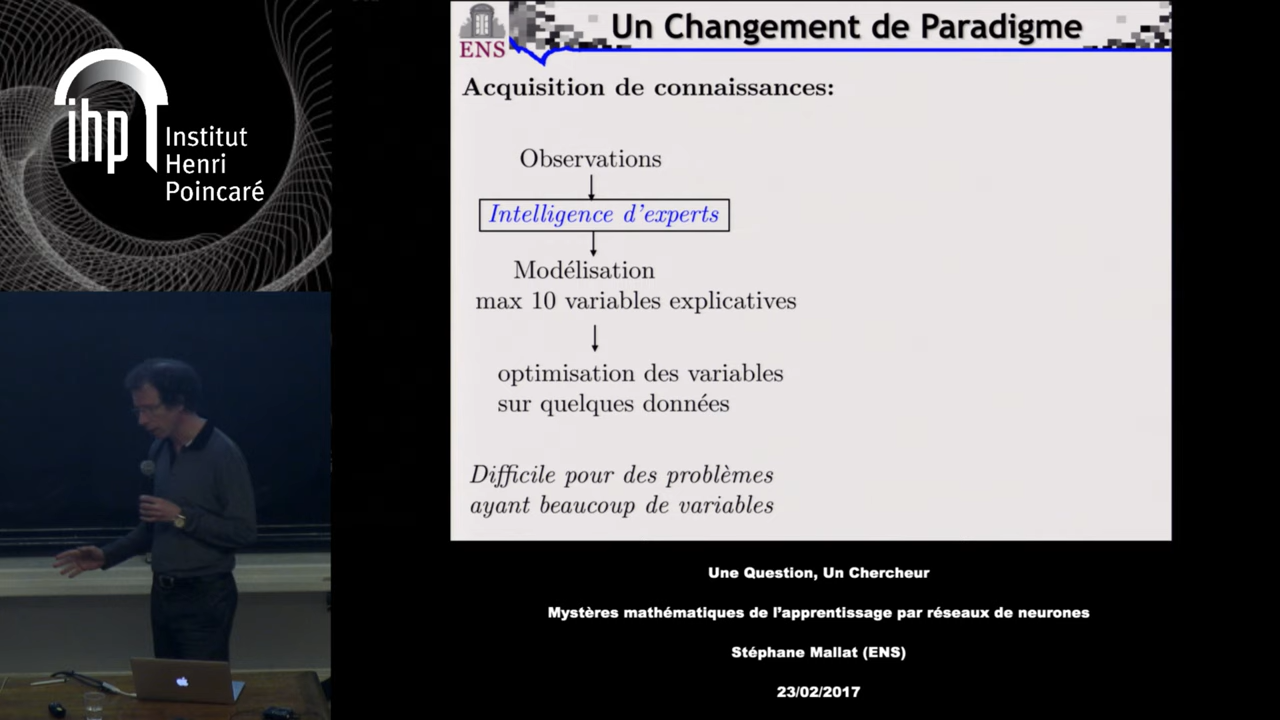 ihp
Institut
Henri
Poincaré
ENS
Un Changement de Paradigme
Acquisition de connaissances:
Observations
Intelligence d'experts
Modélisation
max 10 variables explicatives
optimisation des variables
sur quelques données
Difficile pour des problèmes
ayant beaucoup de variables
Une Question, Un Chercheur
Mystères mathématiques de l'apprentissage par réseaux de neurones
Stéphane Mallat (ENS)
23/02/2017